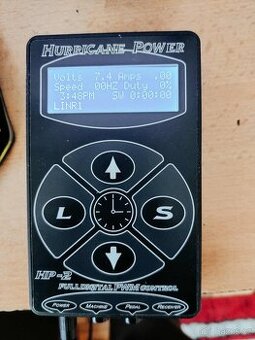 HURRICANE POWER
Volts 7.4 Amps .00
Speed 00HZ Duty 0%
3:48PM SW 0:00:00
LINR1
L S
HP-2
FULL DIGITAL PWM CONTROL
POWER MACHINE PEDAL RECEIVER